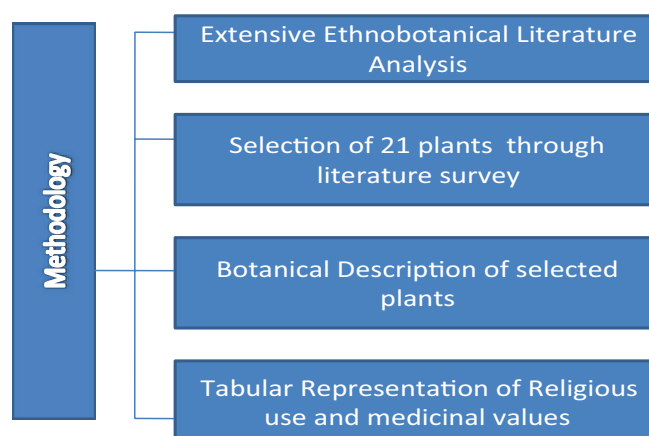 Methodology
Extensive Ethnobotanical Literature
Analysis
Selection of 21 plants through
literature survey
Botanical Description of selected
plants
Tabular Representation of Religious
use and medicinal values